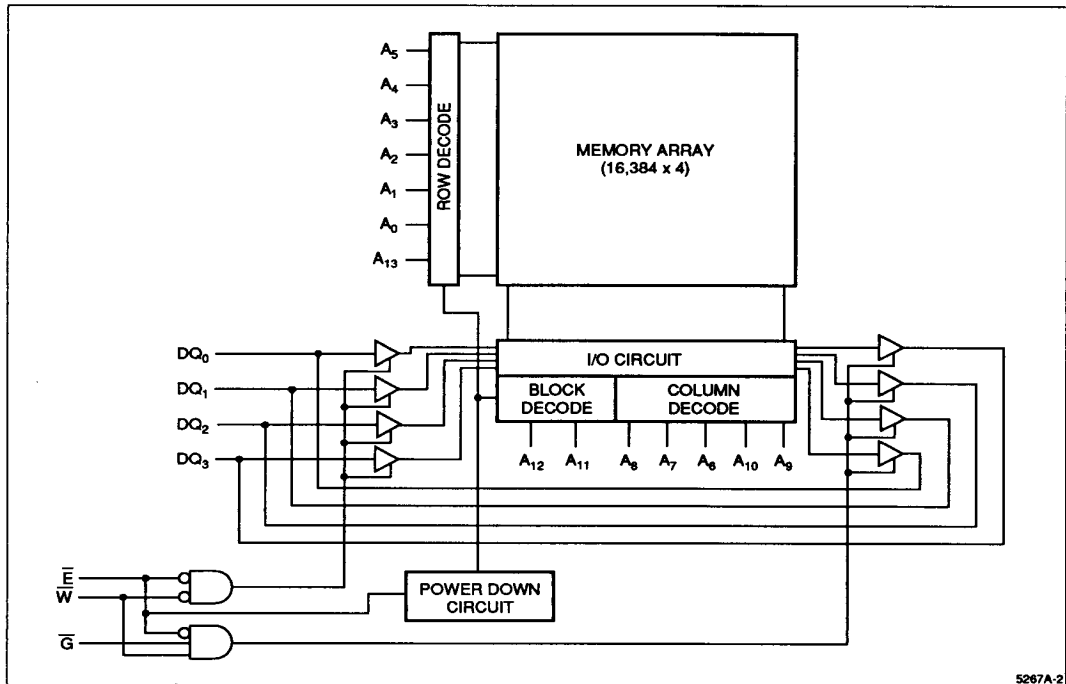 A5
A4
A3
A2
A1
A0
A13
ROW DECODE
MEMORY ARRAY
(16,384 x 4)
DQ0
DQ1
DQ2
DQ3
I/O CIRCUIT
BLOCK
DECODE
COLUMN
DECODE
A12 A11 A8 A7 A6 A10 A9
E̅
W̅
G̅
POWER DOWN
CIRCUIT
5267A-2